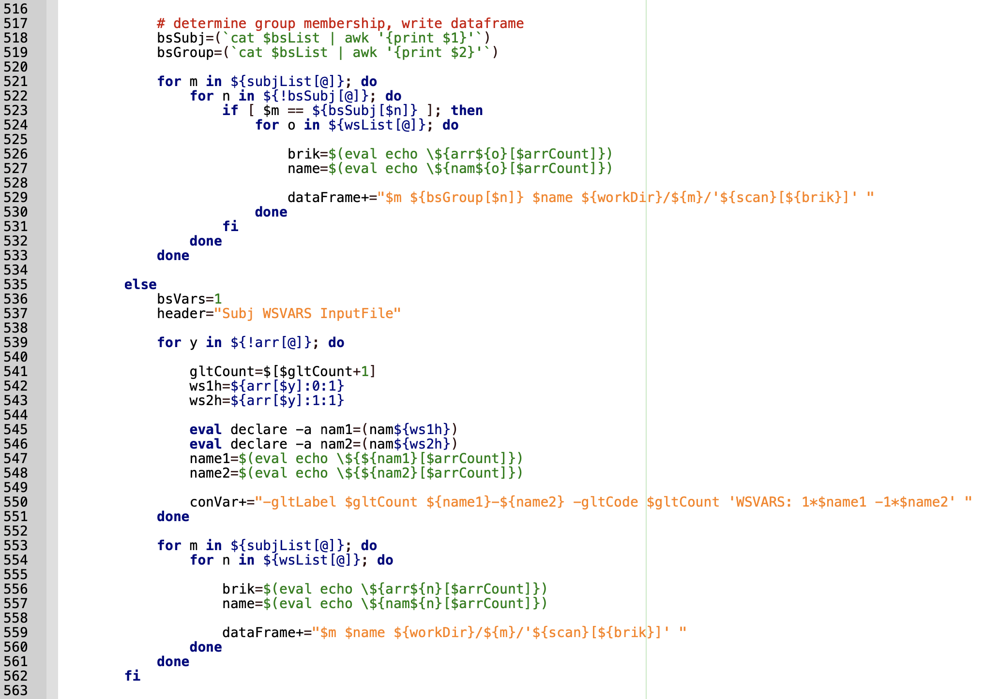 516
517 # determine group membership, write dataframe
518 bsSubj=(`cat $bsList | awk '{print $1}'`)
519 bsGroup=(`cat $bsList | awk '{print $2}'`)
520
521 for m in ${subjList[@]}; do
522 for n in ${!bsSubj[@]}; do
523 if [ $m == ${bsSubj[$n]} ]; then
524 for o in ${wsList[@]}; do
525
526 brik=$(eval echo \${arr${o}[$arrCount]})
527 name=$(eval echo \${nam${o}[$arrCount]})
528
529 dataFrame+="$m ${bsGroup[$n]} $name ${workDir}/${m}/'${scan}[${brik}]' "
530 done
531 fi
532 done
533 done
534
535 else
536 bsVars=1
537 header="Subj WSVARS InputFile"
538
539 for y in ${!arr[@]}; do
540
541 gltCount=$[$gltCount+1]
542 ws1h=${arr[$y]:0:1}
543 ws2h=${arr[$y]:1:1}
544
545 eval declare -a nam1=(nam${ws1h})
546 eval declare -a nam2=(nam${ws2h})
547 name1=$(eval echo \${${nam1}[$arrCount]})
548 name2=$(eval echo \${${nam2}[$arrCount]})
549
550 conVar+="-gltLabel $gltCount ${name1}-${name2} -gltCode $gltCount 'WSVARS: 1*$name1 -1*$name2' "
551 done
552
553 for m in ${subjList[@]}; do
554 for n in ${wsList[@]}; do
555
556 brik=$(eval echo \${arr${n}[$arrCount]})
557 name=$(eval echo \${nam${n}[$arrCount]})
558
559 dataFrame+="$m $name ${workDir}/${m}/'${scan}[${brik}]' "
560 done
561 done
562 fi
563